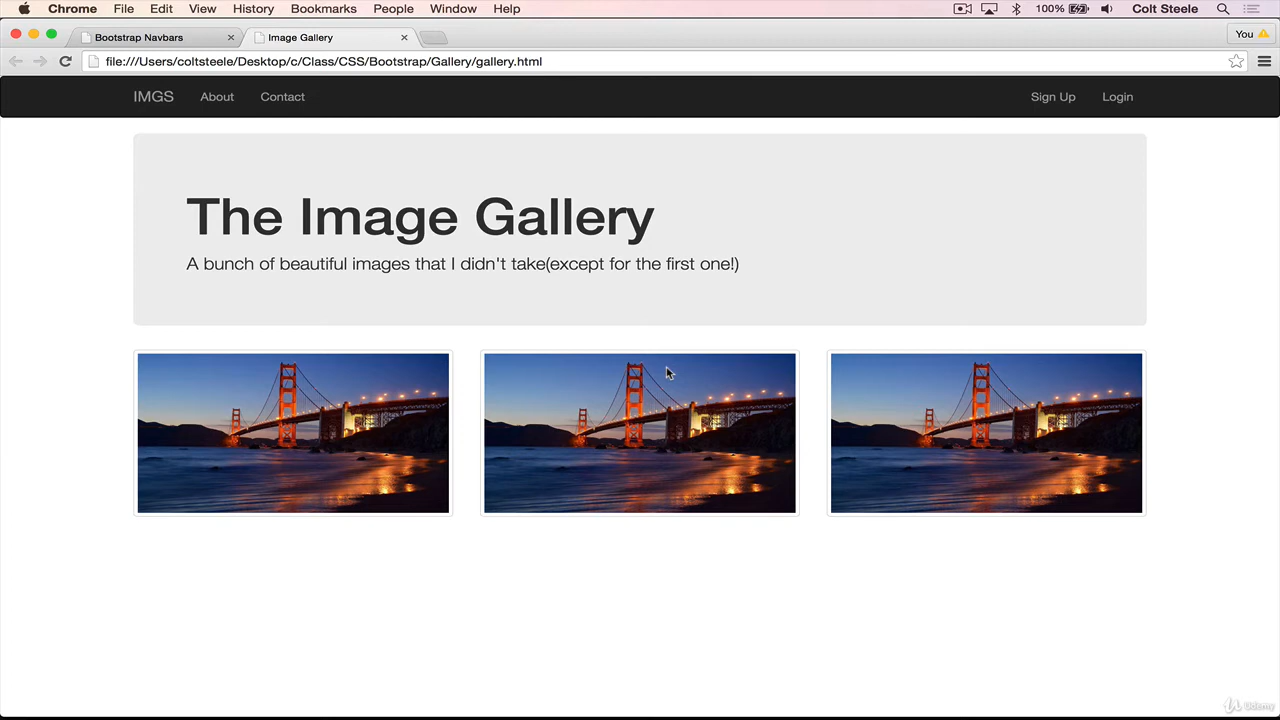 Chrome File Edit View History Bookmarks People Window Help 100% Colt Steele
Bootstrap Navbars Image Gallery You
file:///Users/coltsteele/Desktop/c/Class/CSS/Bootstrap/Gallery/gallery.html
IMGS About Contact Sign Up Login
The Image Gallery
A bunch of beautiful images that I didn't take(except for the first one!)
Udemy